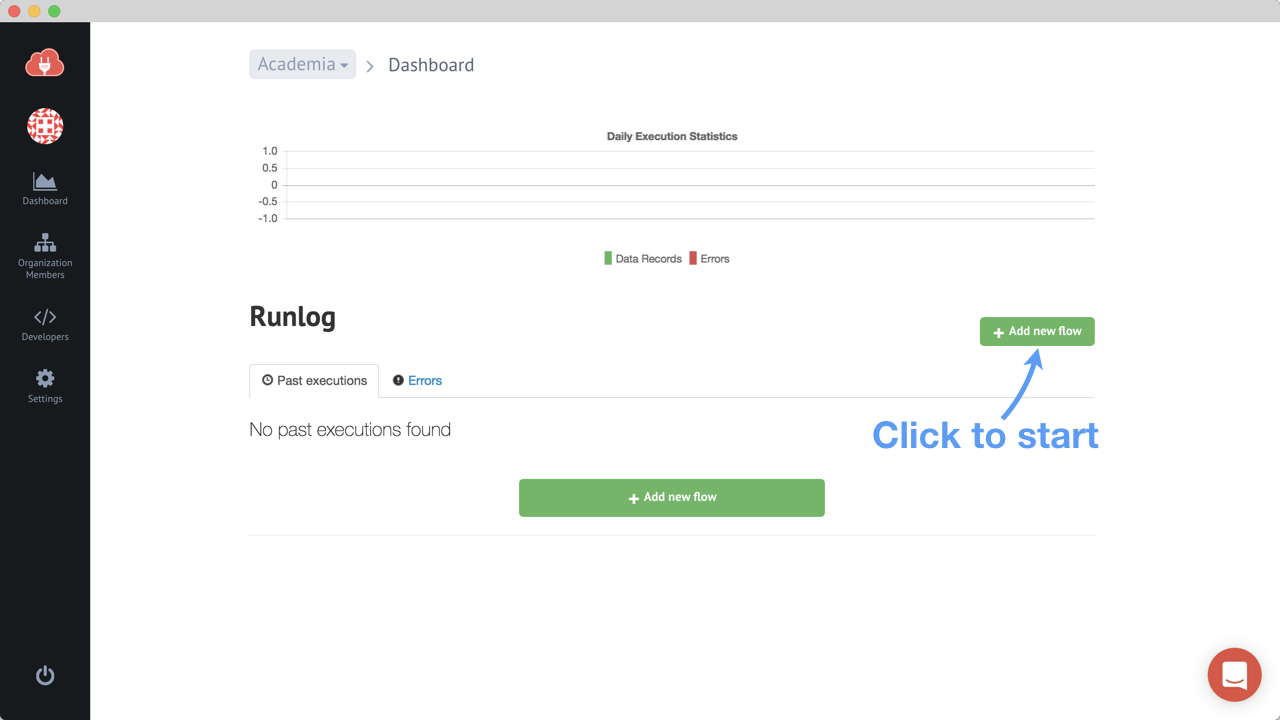 Academia
Dashboard
Dashboard
Organization
Members
Developers
Settings
Daily Execution Statistics
1.0
0.5
0
-0.5
-1.0
Data Records Errors
Runlog
Add new flow
Past executions Errors
No past executions found
Click to start
Add new flow